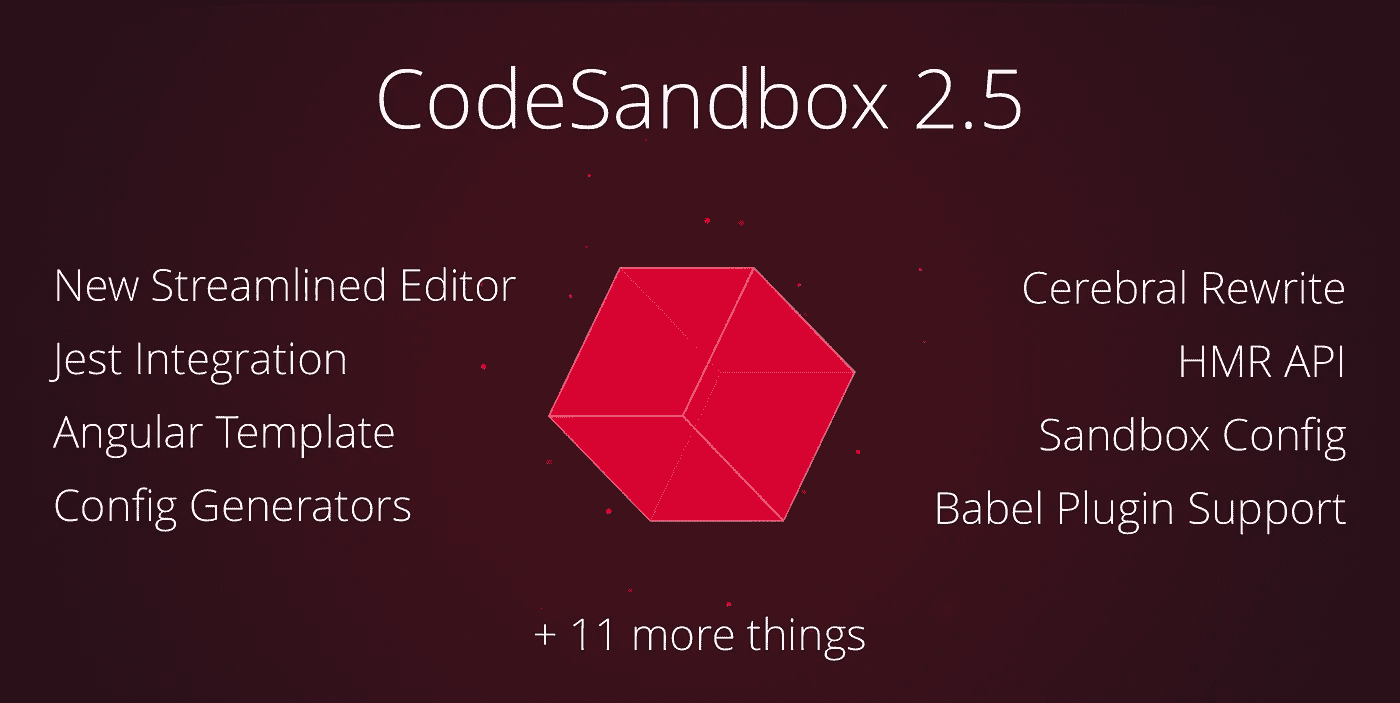 CodeSandbox 2.5
New Streamlined Editor
Jest Integration
Angular Template
Config Generators
Cerebral Rewrite
HMR API
Sandbox Config
Babel Plugin Support
+ 11 more things